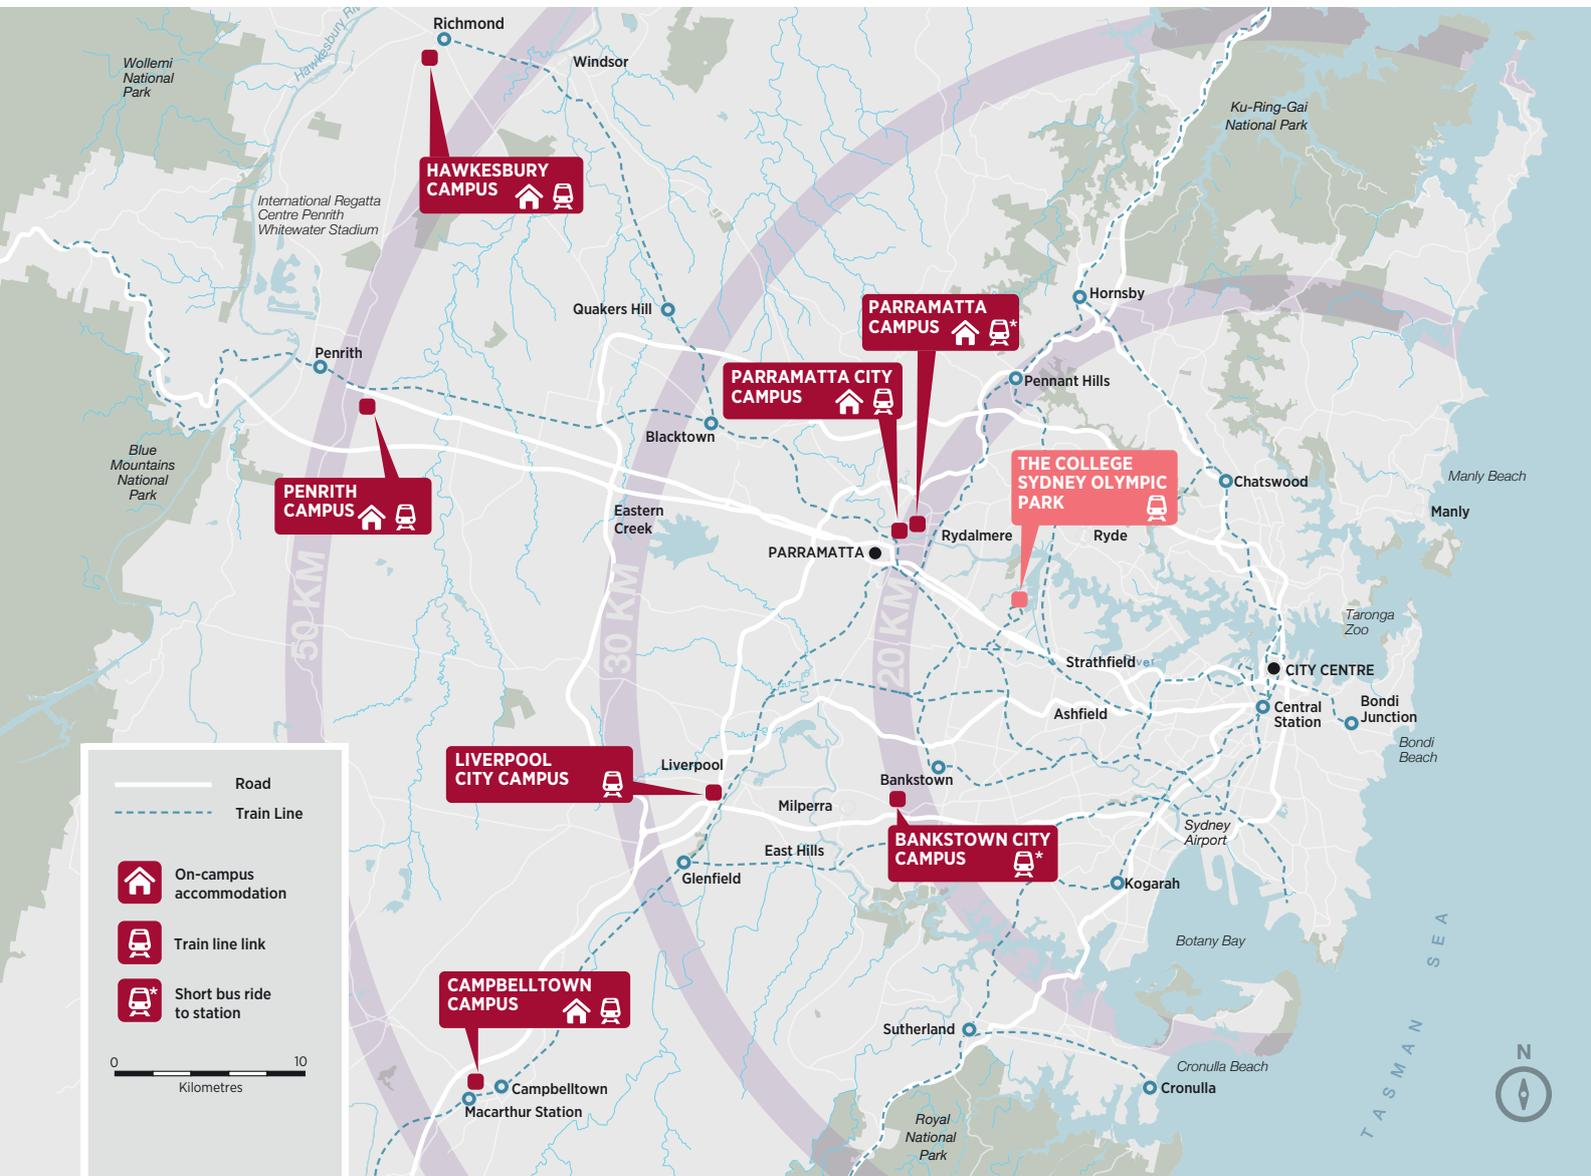 Richmond
Hawkesbury Riv
Windsor
Wollemi
National
Park
Ku-Ring-Gai
National Park
HAWKESBURY
CAMPUS
International Regatta
Centre Penrith
Whitewater Stadium
Quakers Hill
Hornsby
PARRAMATTA
CAMPUS
*
Penrith
PARRAMATTA CITY
CAMPUS
Pennant Hills
Blacktown
Blue
Mountains
National
Park
THE COLLEGE
SYDNEY OLYMPIC
PARK
Chatswood
Manly Beach
PENRITH
CAMPUS
Eastern
Creek
Manly
Rydalmere
Ryde
PARRAMATTA
50 KM
30 KM
20 KM
Taronga
Zoo
Strathfield
ver
CITY CENTRE
Ashfield
Central
Station
Bondi
Junction
Bondi
Beach
LIVERPOOL
CITY CAMPUS
Liverpool
Bankstown
Milperra
Sydney
Airport
BANKSTOWN CITY
CAMPUS
*
East Hills
Glenfield
Kogarah
Botany Bay
CAMPBELLTOWN
CAMPUS
Sutherland
Cronulla Beach
Cronulla
Campbelltown
Macarthur Station
Royal
National
Park
TASMAN SEA
N
Road
Train Line
On-campus
accommodation
Train line link
*
Short bus ride
to station
0 10
Kilometres